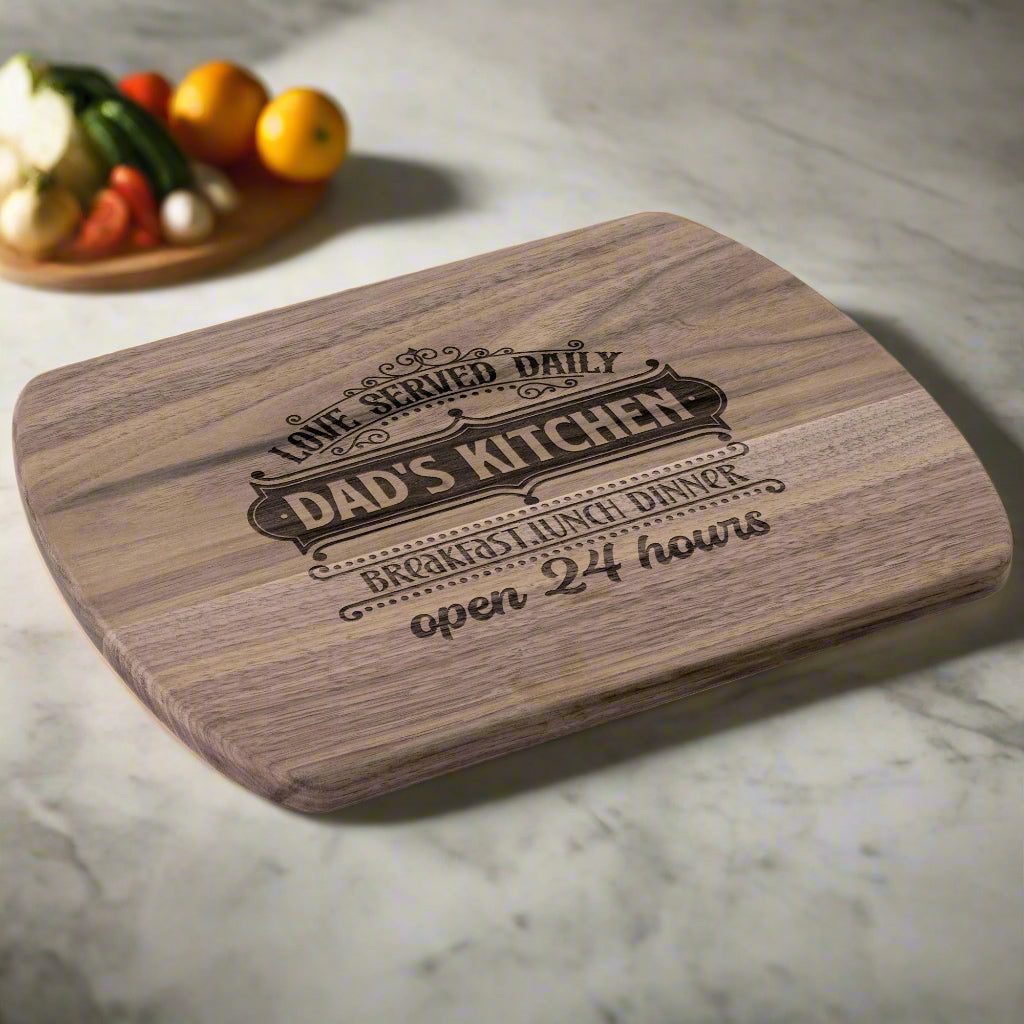 LOVE SERVED DAILY
·DAD'S KITCHEN·
BREAKFAST, LUNCH DINNER
open 24 hours